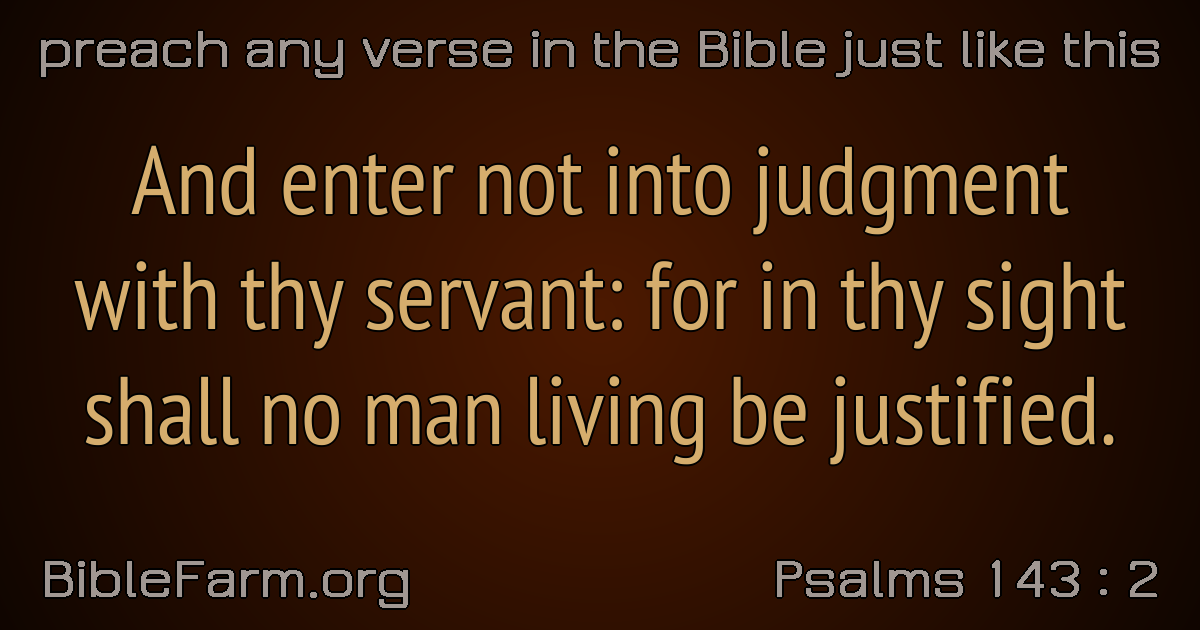 preach any verse in the Bible just like this
And enter not into judgment
with thy servant: for in thy sight
shall no man living be justified.
BibleFarm.org
Psalms 143 : 2